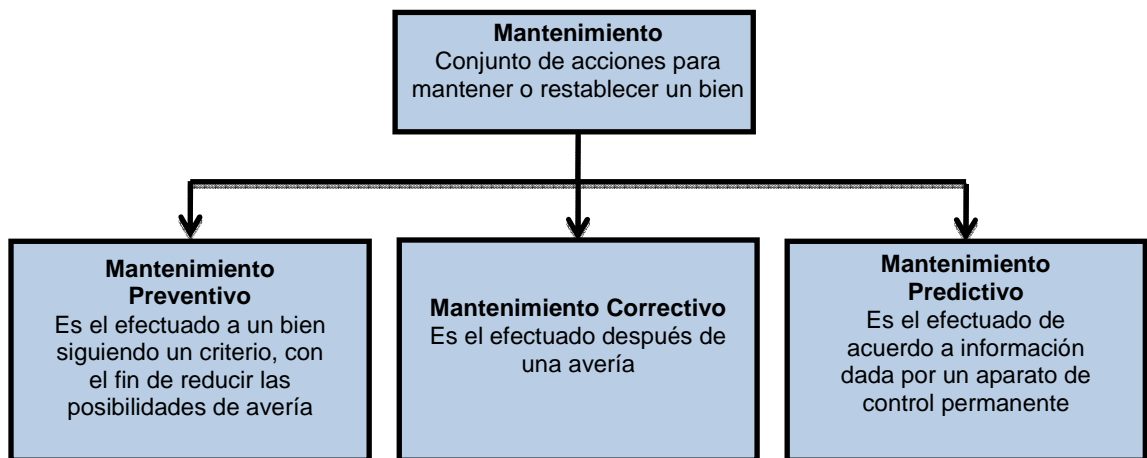 Mantenimiento
Conjunto de acciones para
mantener o restablecer un bien
Mantenimiento
Preventivo
Es el efectuado a un bien
siguiendo un criterio, con
el fin de reducir las
posibilidades de avería
Mantenimiento Correctivo
Es el efectuado después de
una avería
Mantenimiento
Predictivo
Es el efectuado de
acuerdo a información
dada por un aparato de
control permanente